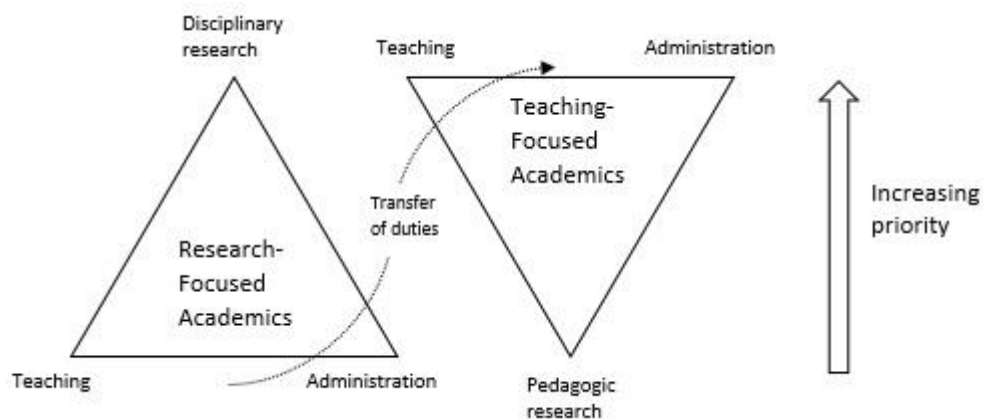 Disciplinary
research
Teaching
Administration
Teaching-
Focused
Academics
Transfer
of duties
Increasing
priority
Research-
Focused
Academics
Teaching
Administration
Pedagogic
research